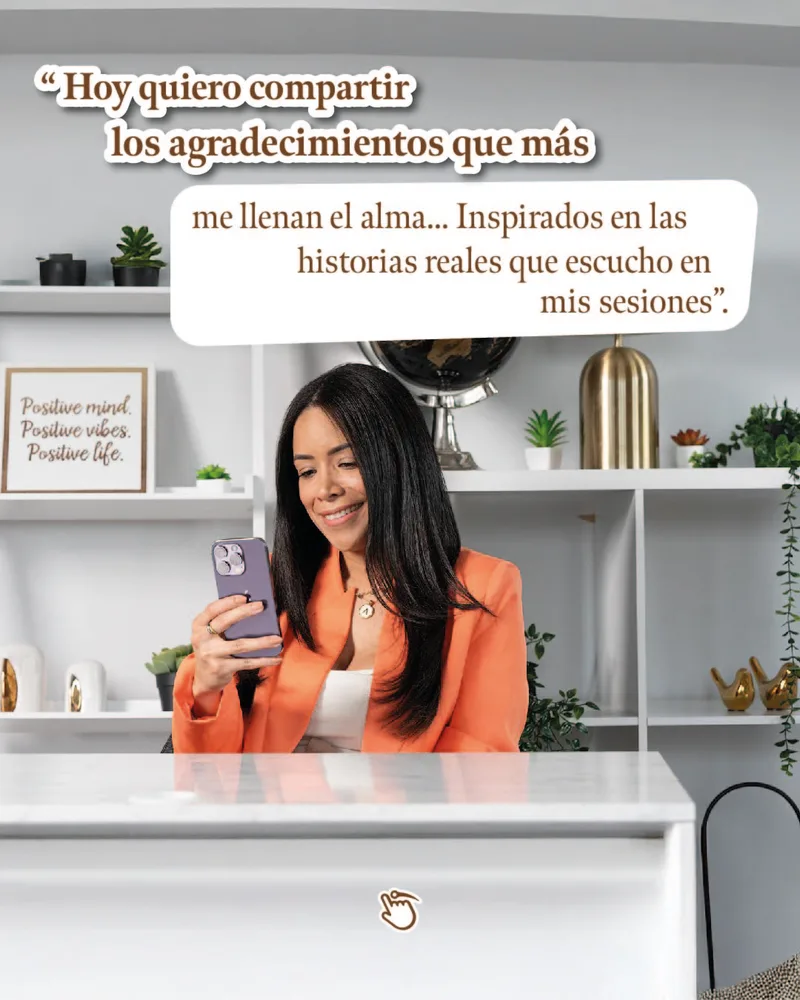 “ Hoy quiero compartir
los agradecimientos que más
me llenan el alma... Inspirados en las
historias reales que escucho en
mis sesiones”.
Positive mind.
Positive vibes.
Positive life.